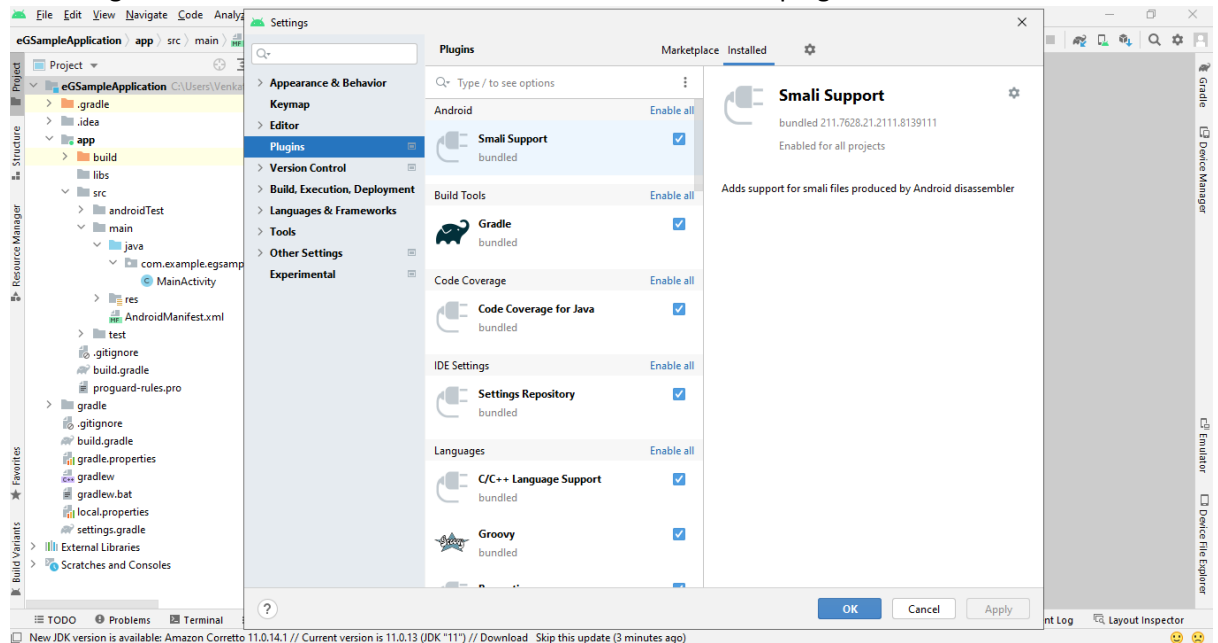 File Edit View Navigate Code Analyz
eGSampleApplication app src main
Project
eGSampleApplication C:\Users\Venka
.gradle
.idea
app
build
libs
src
androidTest
main
java
com.example.egsamp
MainActivity
res
AndroidManifest.xml
test
.gitignore
build.gradle
proguard-rules.pro
gradle
.gitignore
build.gradle
gradle.properties
gradlew
gradlew.bat
local.properties
settings.gradle
External Libraries
Scratches and Consoles
Project
Structure
Resource Manager
Favorites
Build Variants
Settings
Appearance & Behavior
Keymap
Editor
Plugins
Version Control
Build, Execution, Deployment
Languages & Frameworks
Tools
Other Settings
Experimental
Plugins Marketplace Installed
Type / to see options
Android Enable all
Smali Support
bundled
Build Tools Enable all
Gradle
bundled
Code Coverage Enable all
Code Coverage for Java
bundled
IDE Settings Enable all
Settings Repository
bundled
Languages Enable all
C/C++ Language Support
bundled
Groovy
bundled
Smali Support
bundled 211.7628.21.2111.8139111
Enabled for all projects
Adds support for smali files produced by Android disassembler
? OK Cancel Apply
Gradle
Device Manager
Emulator
Device File Explorer
TODO Problems Terminal nt Log Layout Inspector
New JDK version is available: Amazon Corretto 11.0.14.1 // Current version is 11.0.13 (JDK "11") // Download Skip this update (3 minutes ago)